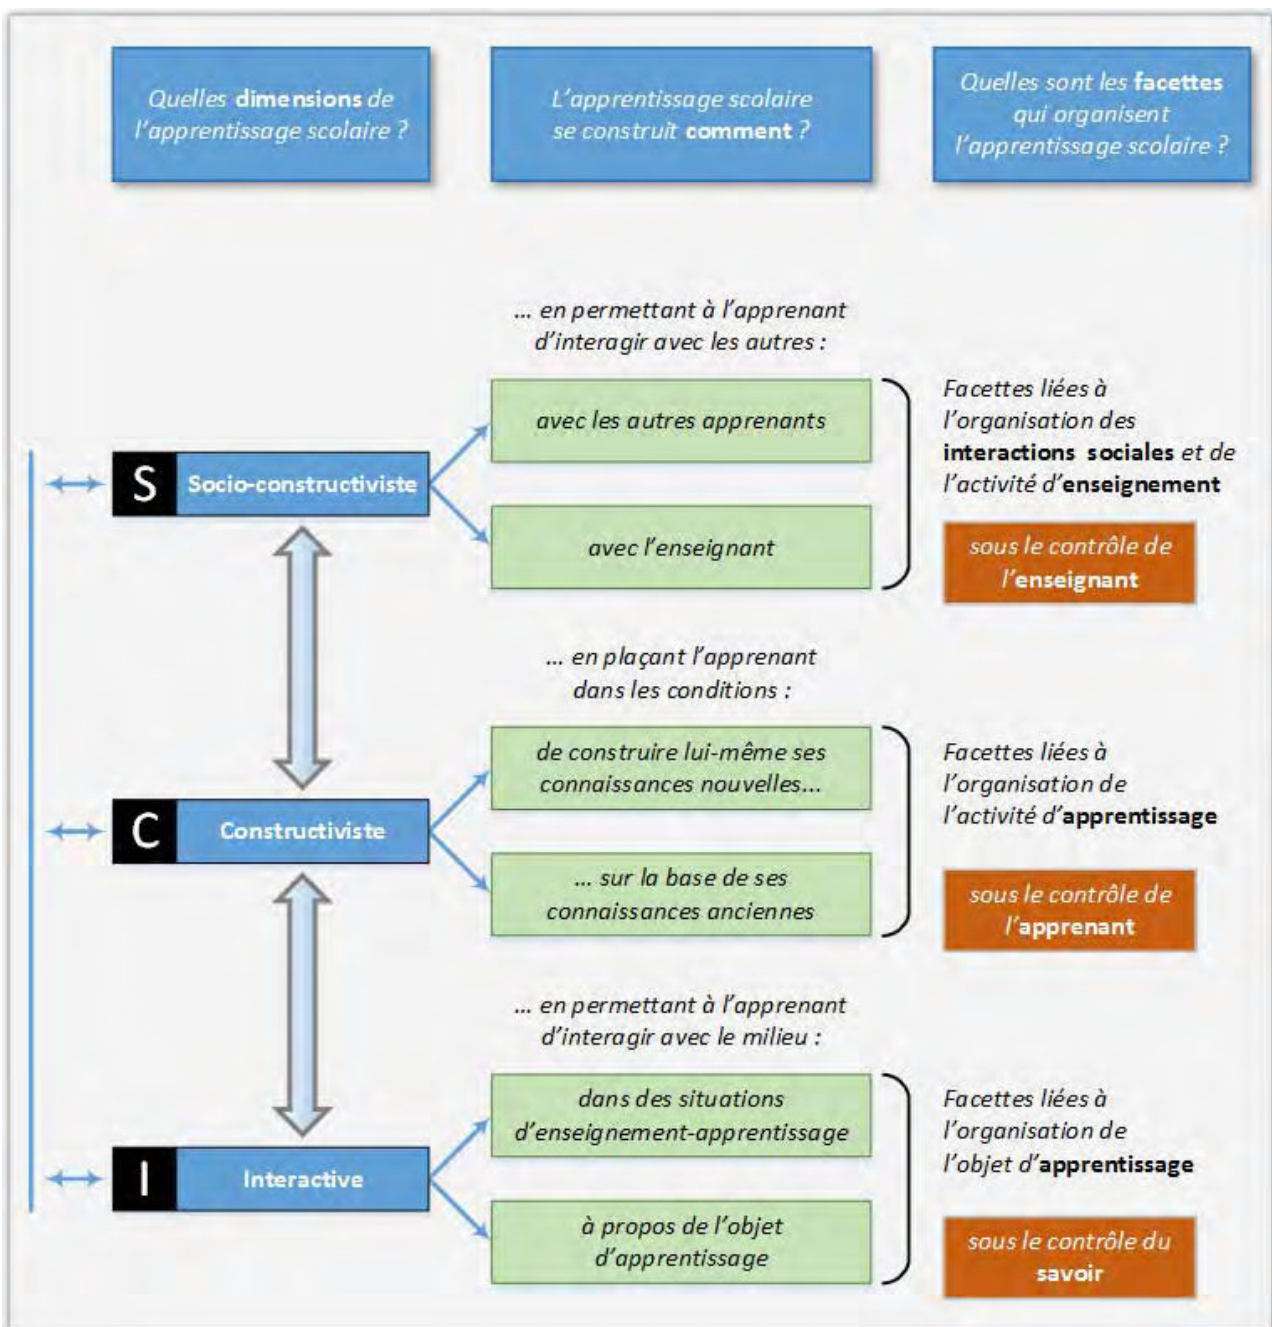 Quelles dimensions de
l'apprentissage scolaire ?
L'apprentissage scolaire
se construit comment ?
Quelles sont les facettes
qui organisent
l'apprentissage scolaire ?
... en permettant à l'apprenant
d'interagir avec les autres :
avec les autres apprenants
S Socio-constructiviste
avec l'enseignant
Facettes liées à
l'organisation des
interactions sociales et de
l'activité d'enseignement
sous le contrôle de
l'enseignant
... en plaçant l'apprenant
dans les conditions :
de construire lui-même ses
connaissances nouvelles...
C Constructiviste
... sur la base de ses
connaissances anciennes
Facettes liées à
l'organisation de
l'activité d'apprentissage
sous le contrôle de
l'apprenant
... en permettant à l'apprenant
d'interagir avec le milieu :
dans des situations
d'enseignement-apprentissage
I Interactive
à propos de l'objet
d'apprentissage
Facettes liées à
l'organisation de
l'objet d'apprentissage
sous le contrôle du
savoir